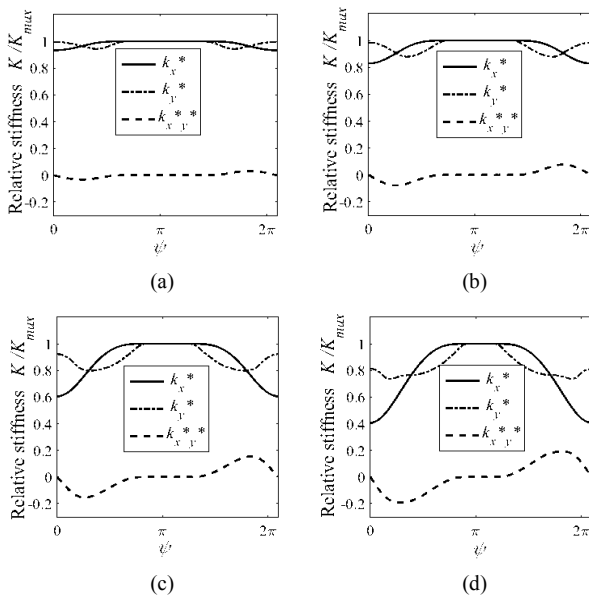 Relative stiffness K /K_max
1
0.8
0.6
0.4
0.2
0
-0.2
k_x*
k_y*
k_x*_y*
0
π
2π
ψ
(a)
Relative stiffness K /K_max
1
0.8
0.6
0.4
0.2
0
-0.2
k_x*
k_y*
k_x*_y*
0
π
2π
ψ
(b)
Relative stiffness K /K_max
1
0.8
0.6
0.4
0.2
0
-0.2
k_x*
k_y*
k_x*_y*
0
π
2π
ψ
(c)
Relative stiffness K /K_max
1
0.8
0.6
0.4
0.2
0
-0.2
k_x*
k_y*
k_x*_y*
0
π
2π
ψ
(d)